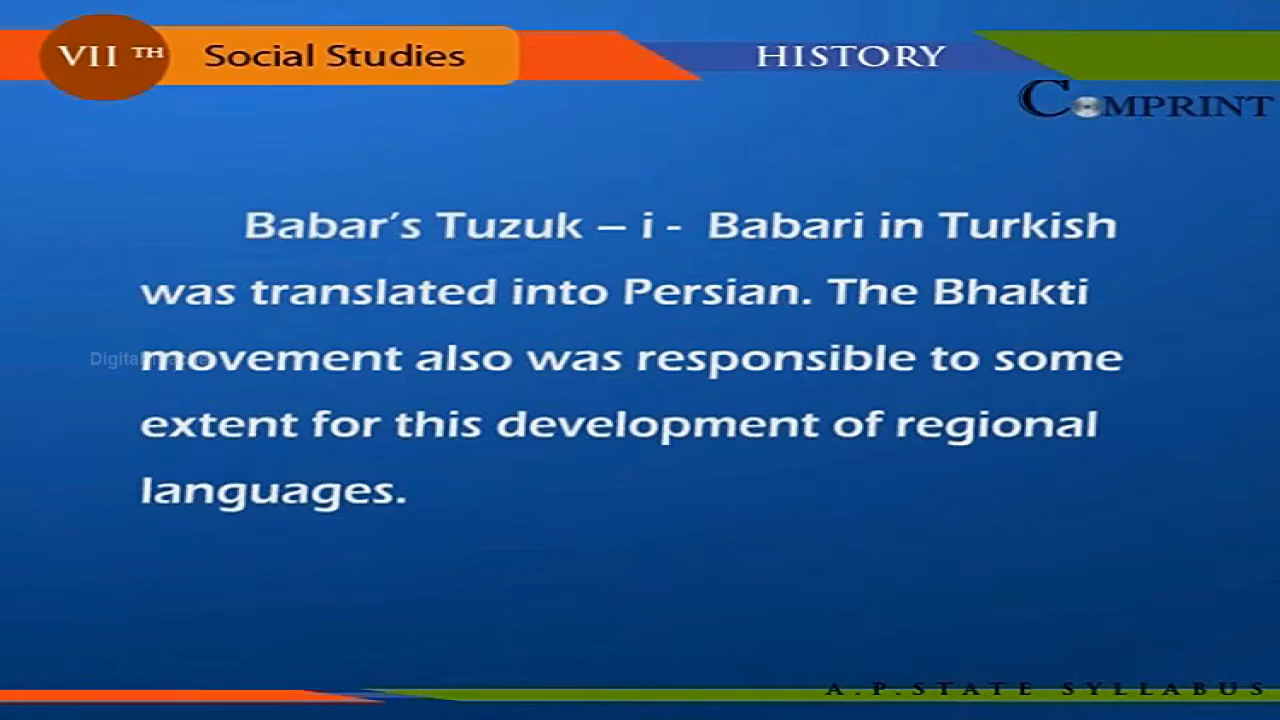 VII TH Social Studies HISTORY
COMPRINT
Babar's Tuzuk – i - Babari in Turkish
was translated into Persian. The Bhakti
movement also was responsible to some
extent for this development of regional
languages.
A.P.STATE SYLLABUS